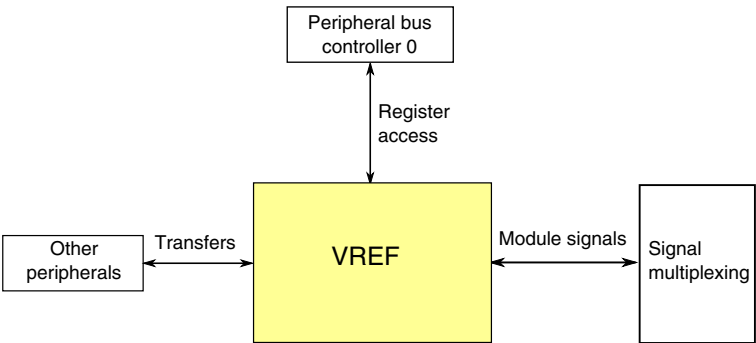 Peripheral bus
controller 0
Register
access
Other
peripherals
Transfers
VREF
Module signals
Signal
multiplexing